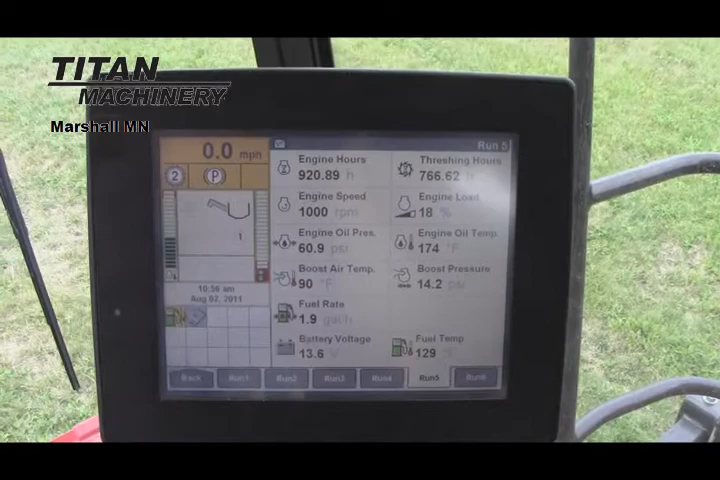 TITAN
MACHINERY
Marshall MN
0.0 mph
Run 5
2 P
1
10:56 am
Aug 02, 2011
Engine Hours
920.89 h
Threshing Hours
766.62 h
Engine Speed
1000 rpm
Engine Load
18 %
Engine Oil Pres.
60.9 psi
Engine Oil Temp.
174 °F
Boost Air Temp.
90 °F
Boost Pressure
14.2 psi
Fuel Rate
1.9 gal/h
Battery Voltage
13.6 V
Fuel Temp
129 °F
Back Run1 Run2 Run3 Run4 Run5 Run6